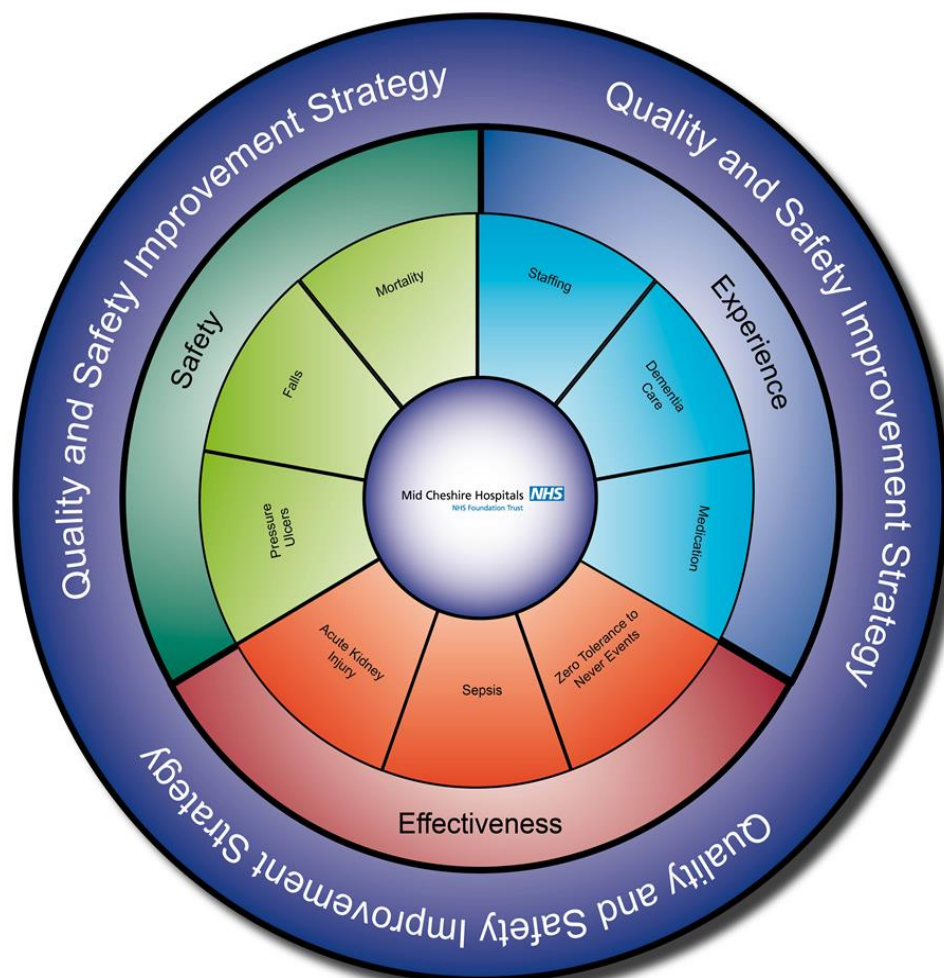 Quality and Safety Improvement Strategy
Quality and Safety Improvement Strategy
Quality and Safety Improvement Strategy
Safety
Experience
Effectiveness
Mortality
Falls
Pressure
Ulcers
Staffing
Dementia
Care
Medication
Acute Kidney
Injury
Sepsis
Zero Tolerance to
Never Events
Mid Cheshire Hospitals NHS
NHS Foundation Trust